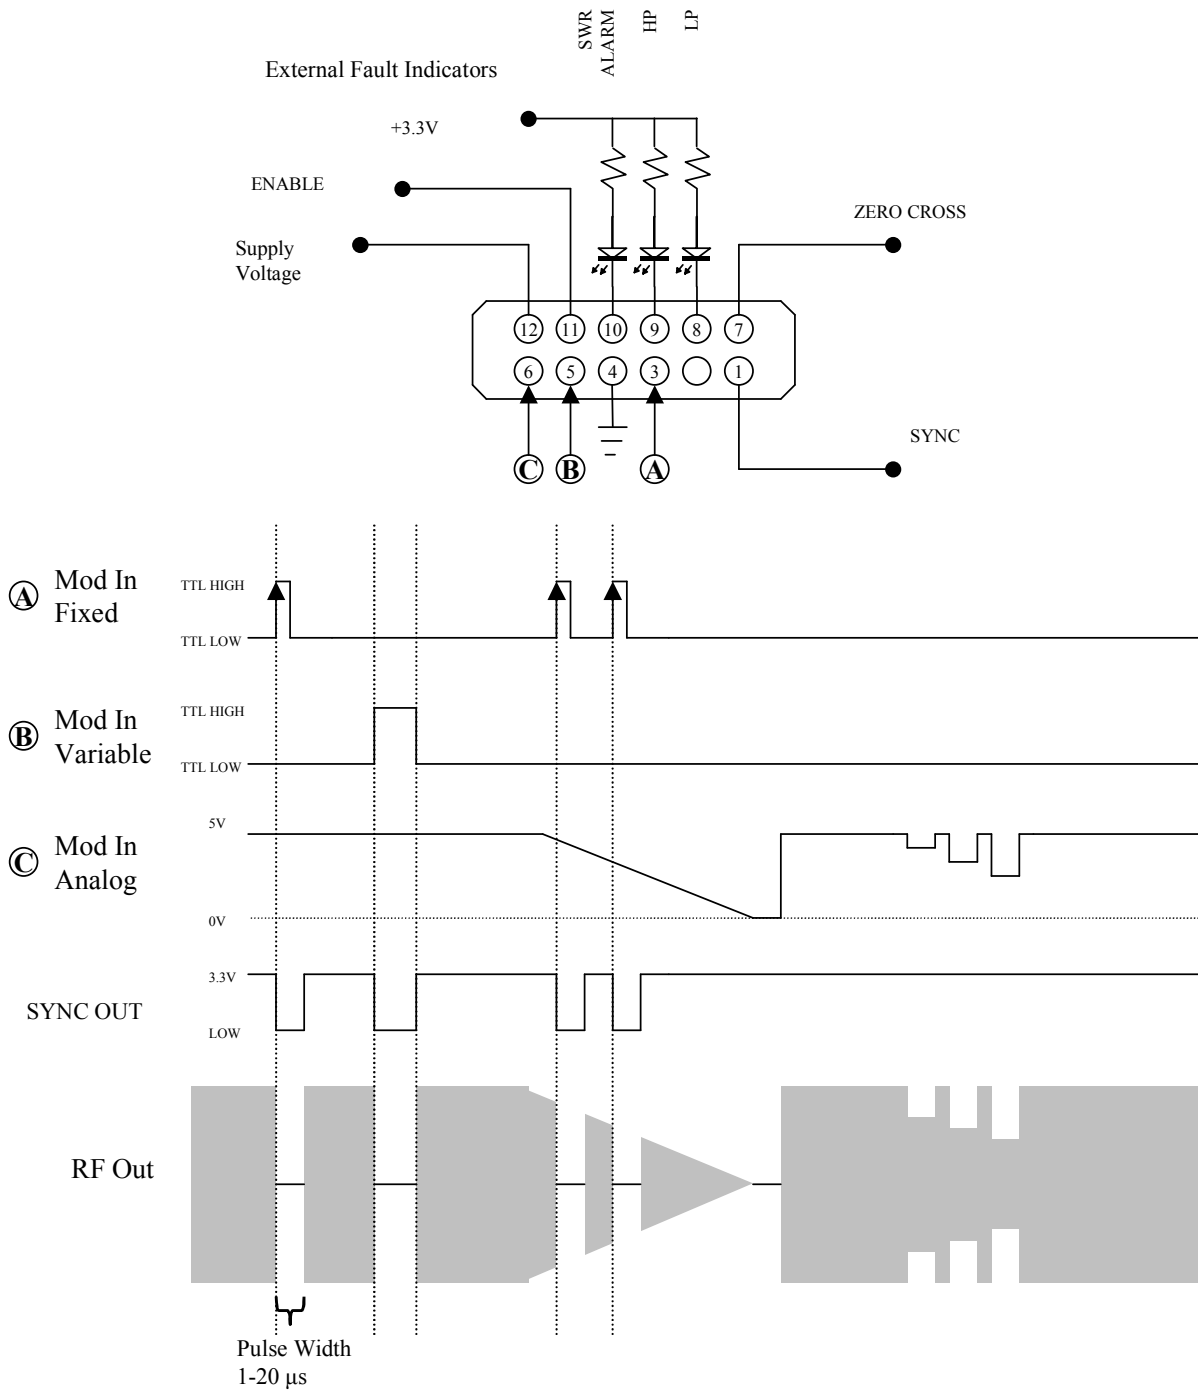 SWR
ALARM
HP
LP
External Fault Indicators
+3.3V
ENABLE
ZERO CROSS
Supply
Voltage
12 11 10 9 8 7
6 5 4 3 1
SYNC
C B A
A Mod In
Fixed
TTL HIGH
TTL LOW
B Mod In
Variable
TTL HIGH
TTL LOW
C Mod In
Analog
5V
0V
SYNC OUT
3.3V
LOW
RF Out
Pulse Width
1-20 µs